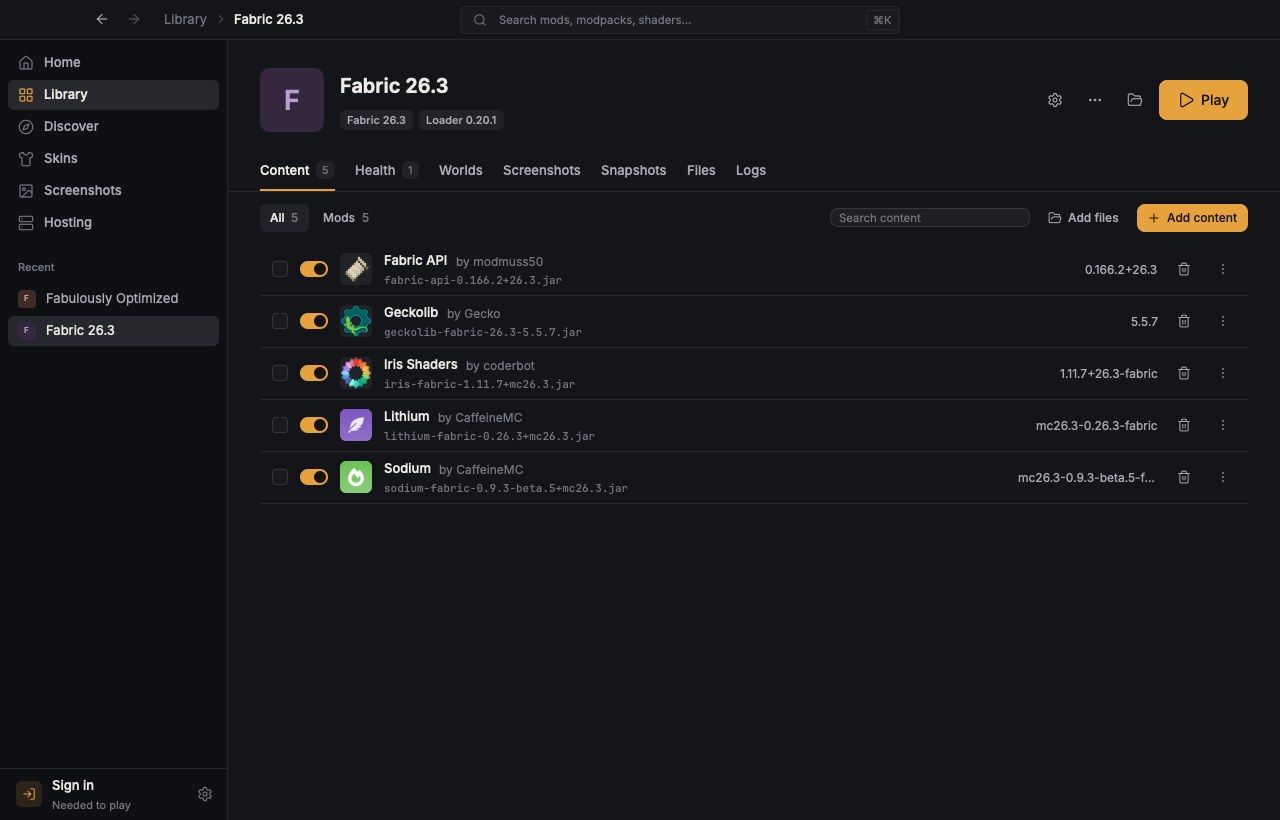 Library > Fabric 26.3
Search mods, modpacks, shaders...
⌘K
Home
Library
Discover
Skins
Screenshots
Hosting
Recent
F Fabulously Optimized
F Fabric 26.3
Sign in
Needed to play
F
Fabric 26.3
Fabric 26.3 Loader 0.20.1
Play
Content 5 Health 1 Worlds Screenshots Snapshots Files Logs
All 5 Mods 5
Search content
Add files
+ Add content
Fabric API by modmuss50
fabric-api-0.166.2+26.3.jar
0.166.2+26.3
Geckolib by Gecko
geckolib-fabric-26.3-5.5.7.jar
5.5.7
Iris Shaders by coderbot
iris-fabric-1.11.7+mc26.3.jar
1.11.7+26.3-fabric
Lithium by CaffeineMC
lithium-fabric-0.26.3+mc26.3.jar
mc26.3-0.26.3-fabric
Sodium by CaffeineMC
sodium-fabric-0.9.3-beta.5+mc26.3.jar
mc26.3-0.9.3-beta.5-f...